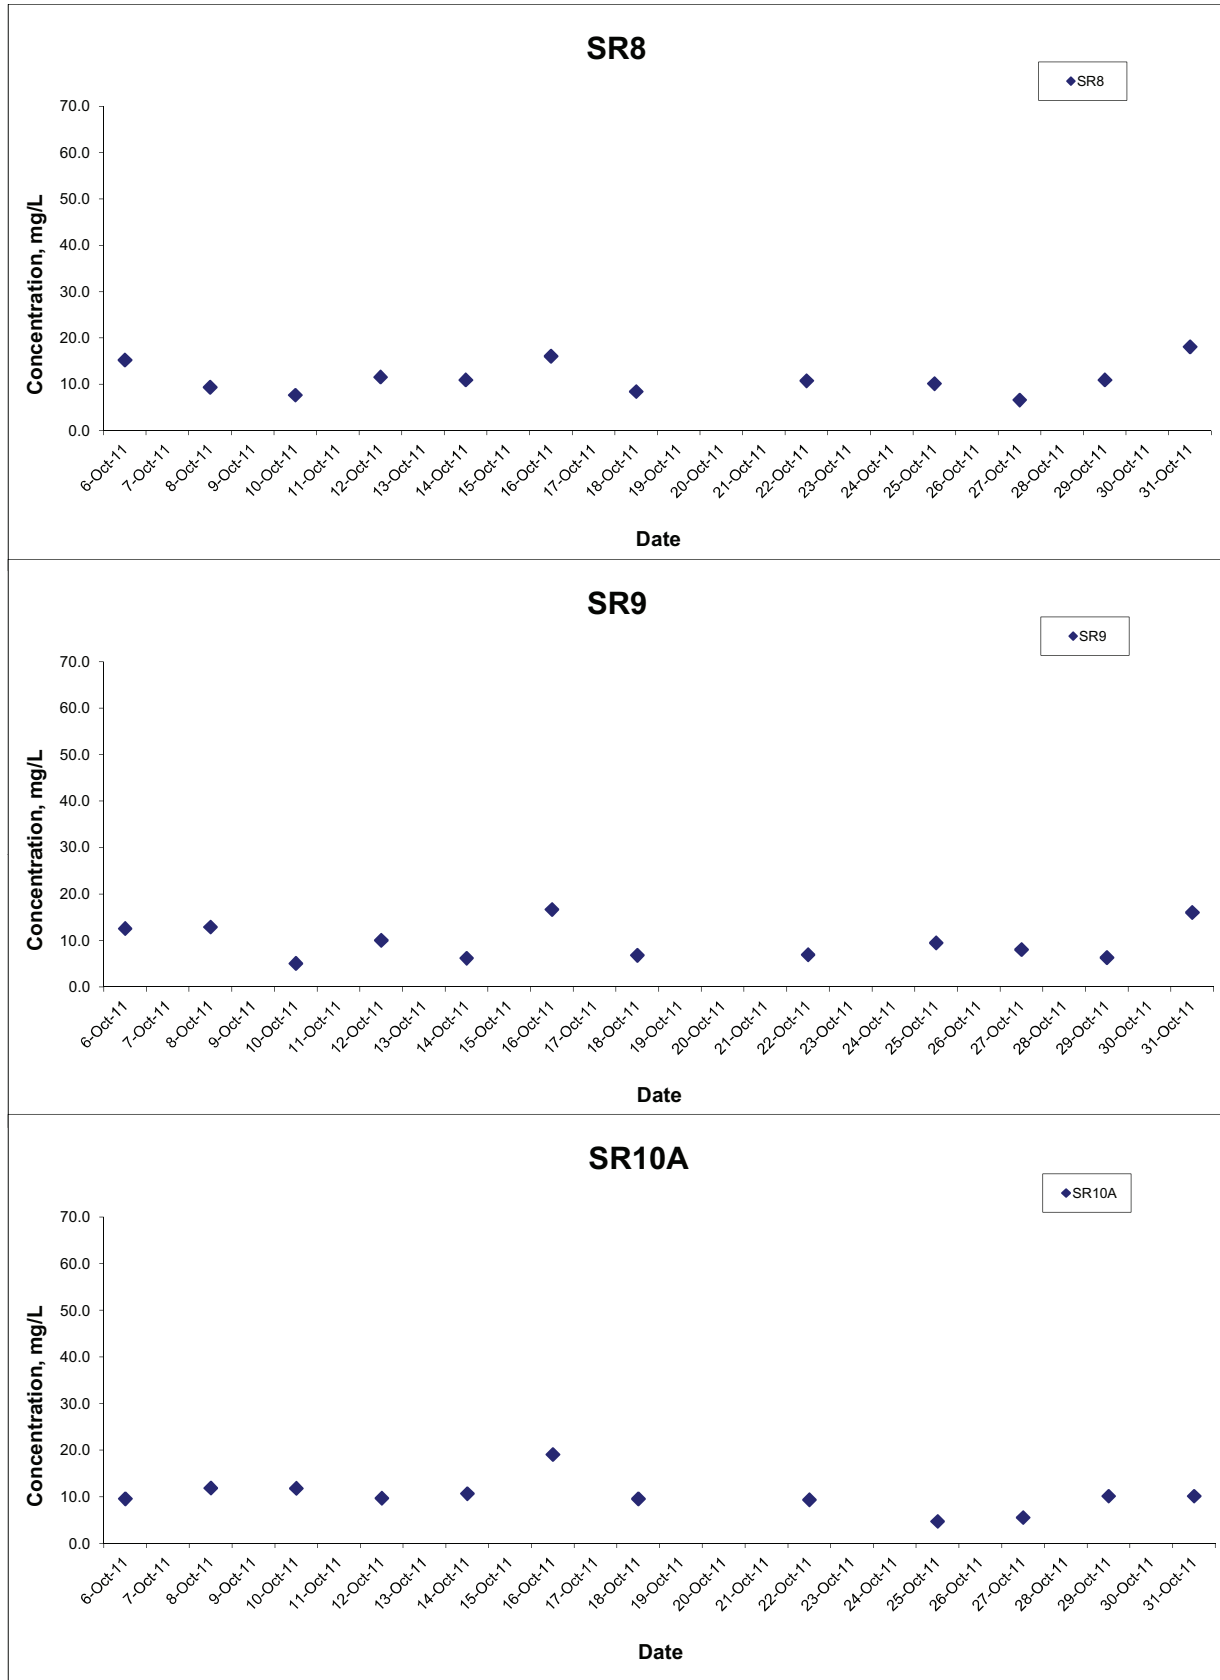 SR8
SR8
70.0
60.0
50.0
40.0
30.0
20.0
10.0
0.0
Concentration, mg/L
6-Oct-11
7-Oct-11
8-Oct-11
9-Oct-11
10-Oct-11
11-Oct-11
12-Oct-11
13-Oct-11
14-Oct-11
15-Oct-11
16-Oct-11
17-Oct-11
18-Oct-11
19-Oct-11
20-Oct-11
21-Oct-11
22-Oct-11
23-Oct-11
24-Oct-11
25-Oct-11
26-Oct-11
27-Oct-11
28-Oct-11
29-Oct-11
30-Oct-11
31-Oct-11
Date
SR9
SR9
70.0
60.0
50.0
40.0
30.0
20.0
10.0
0.0
Concentration, mg/L
6-Oct-11
7-Oct-11
8-Oct-11
9-Oct-11
10-Oct-11
11-Oct-11
12-Oct-11
13-Oct-11
14-Oct-11
15-Oct-11
16-Oct-11
17-Oct-11
18-Oct-11
19-Oct-11
20-Oct-11
21-Oct-11
22-Oct-11
23-Oct-11
24-Oct-11
25-Oct-11
26-Oct-11
27-Oct-11
28-Oct-11
29-Oct-11
30-Oct-11
31-Oct-11
Date
SR10A
SR10A
70.0
60.0
50.0
40.0
30.0
20.0
10.0
0.0
Concentration, mg/L
6-Oct-11
7-Oct-11
8-Oct-11
9-Oct-11
10-Oct-11
11-Oct-11
12-Oct-11
13-Oct-11
14-Oct-11
15-Oct-11
16-Oct-11
17-Oct-11
18-Oct-11
19-Oct-11
20-Oct-11
21-Oct-11
22-Oct-11
23-Oct-11
24-Oct-11
25-Oct-11
26-Oct-11
27-Oct-11
28-Oct-11
29-Oct-11
30-Oct-11
31-Oct-11
Date